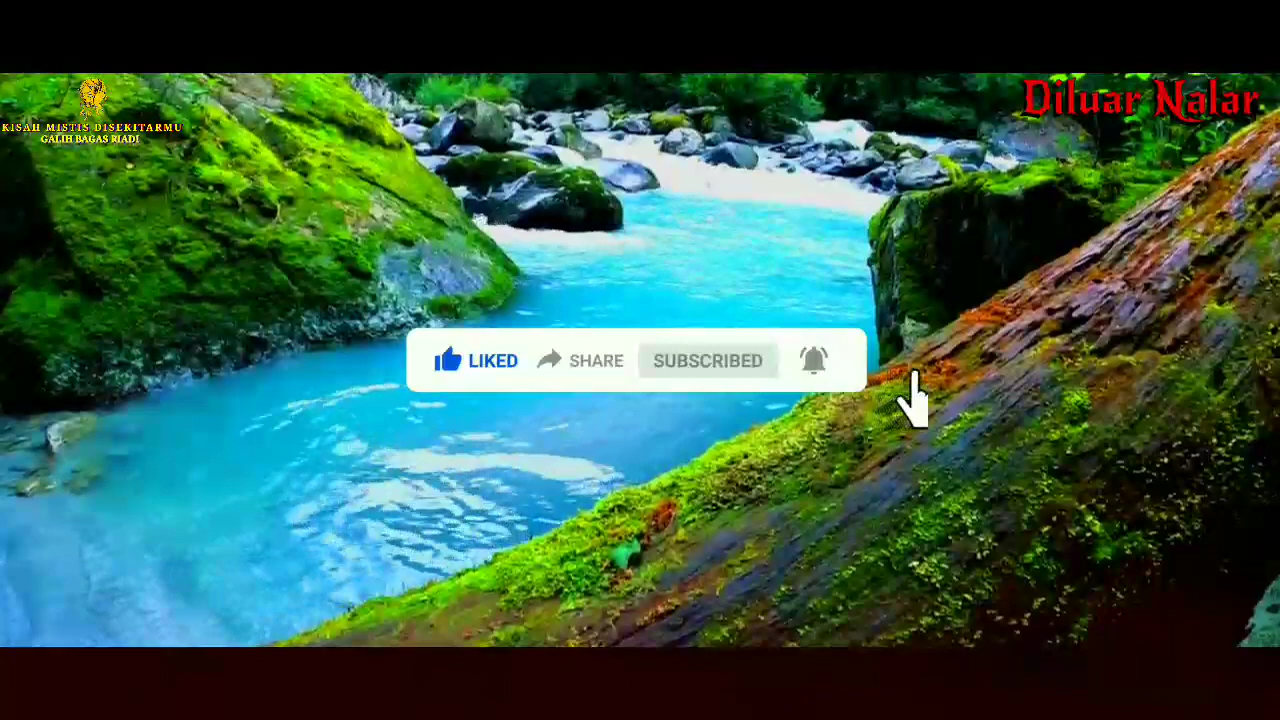 KISAH MISTIS DISEKITARMU
GALIH BAGAS RIADI
Diluar Nalar
LIKED SHARE SUBSCRIBED